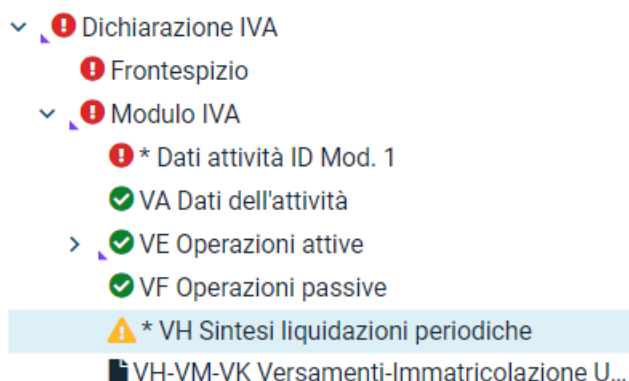 Dichiarazione IVA
Frontespizio
Modulo IVA
* Dati attività ID Mod. 1
VA Dati dell'attività
VE Operazioni attive
VF Operazioni passive
* VH Sintesi liquidazioni periodiche
VH-VM-VK Versamenti-Immatricolazione U...